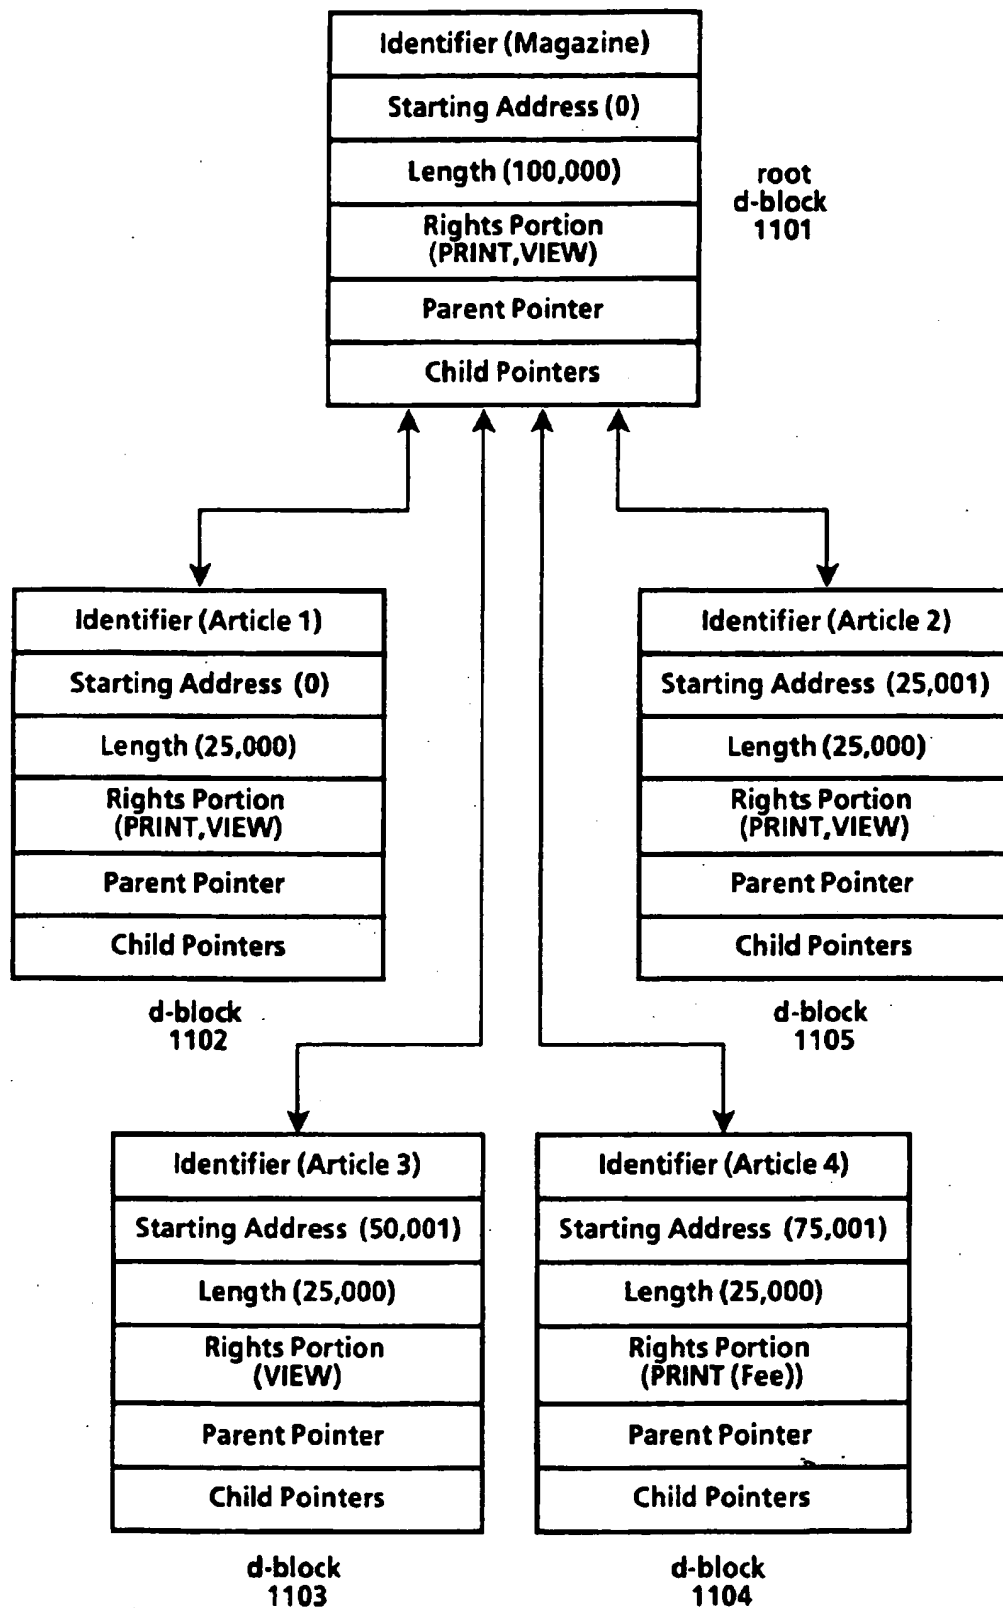 Identifier (Magazine)
Starting Address (0)
Length (100,000)
Rights Portion
(PRINT,VIEW)
Parent Pointer
Child Pointers
root
d-block
1101
Identifier (Article 1)
Starting Address (0)
Length (25,000)
Rights Portion
(PRINT,VIEW)
Parent Pointer
Child Pointers
d-block
1102
Identifier (Article 2)
Starting Address (25,001)
Length (25,000)
Rights Portion
(PRINT,VIEW)
Parent Pointer
Child Pointers
d-block
1105
Identifier (Article 3)
Starting Address (50,001)
Length (25,000)
Rights Portion
(VIEW)
Parent Pointer
Child Pointers
d-block
1103
Identifier (Article 4)
Starting Address (75,001)
Length (25,000)
Rights Portion
(PRINT (Fee))
Parent Pointer
Child Pointers
d-block
1104